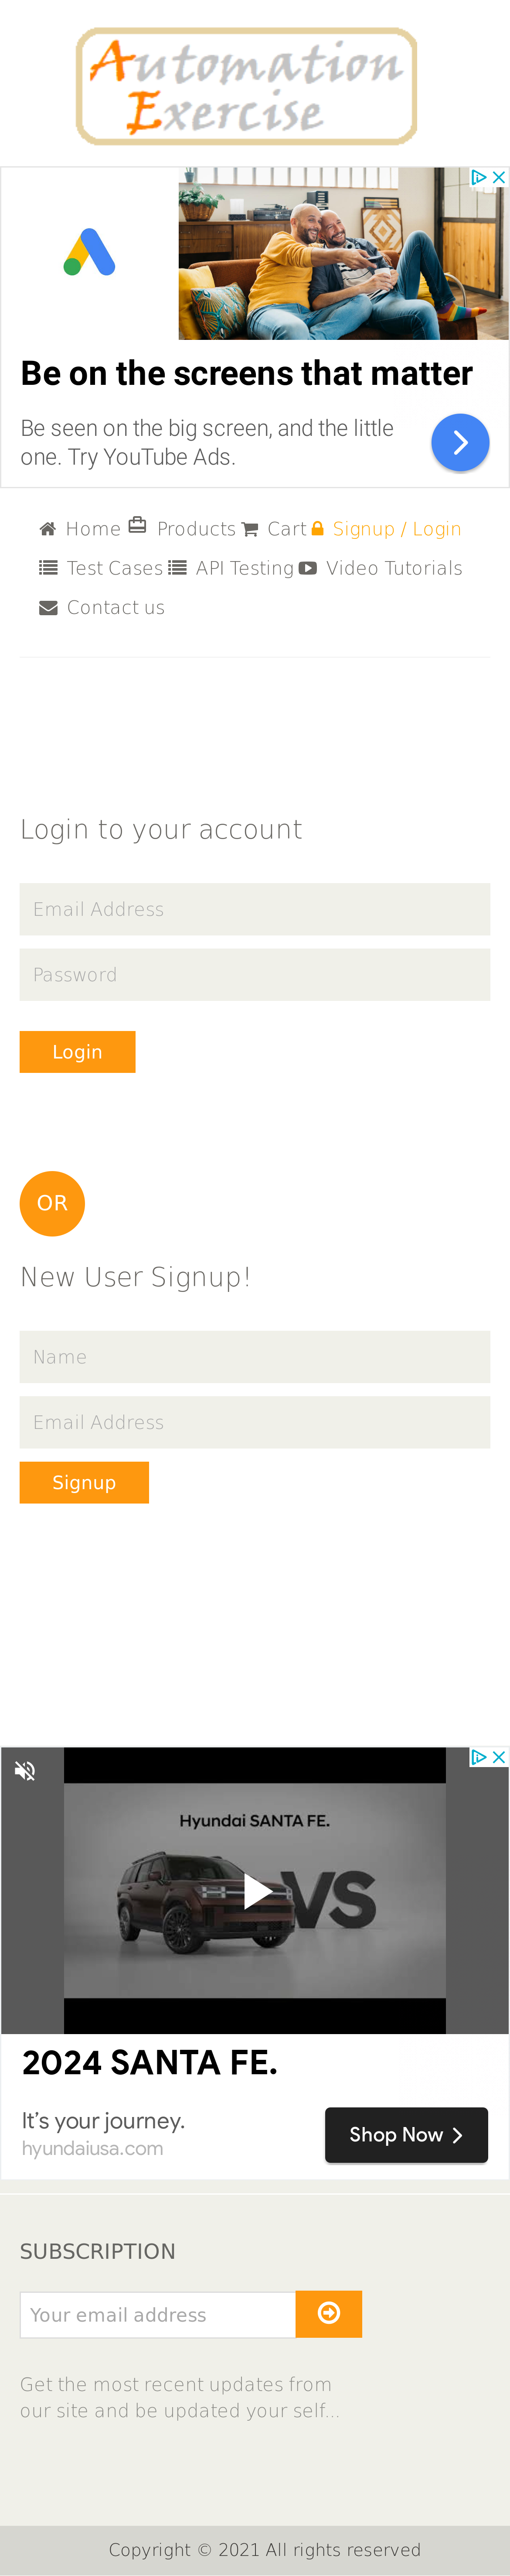 Automation
Exercise
Be on the screens that matter
Be seen on the big screen, and the little
one. Try YouTube Ads.
Home Products Cart Signup / Login
Test Cases API Testing Video Tutorials
Contact us
Login to your account
Email Address
Password
Login
OR
New User Signup!
Name
Email Address
Signup
Hyundai SANTA FE.
VS
2024 SANTA FE.
It's your journey.
hyundaiusa.com
Shop Now
SUBSCRIPTION
Your email address
Get the most recent updates from
our site and be updated your self...
Copyright © 2021 All rights reserved